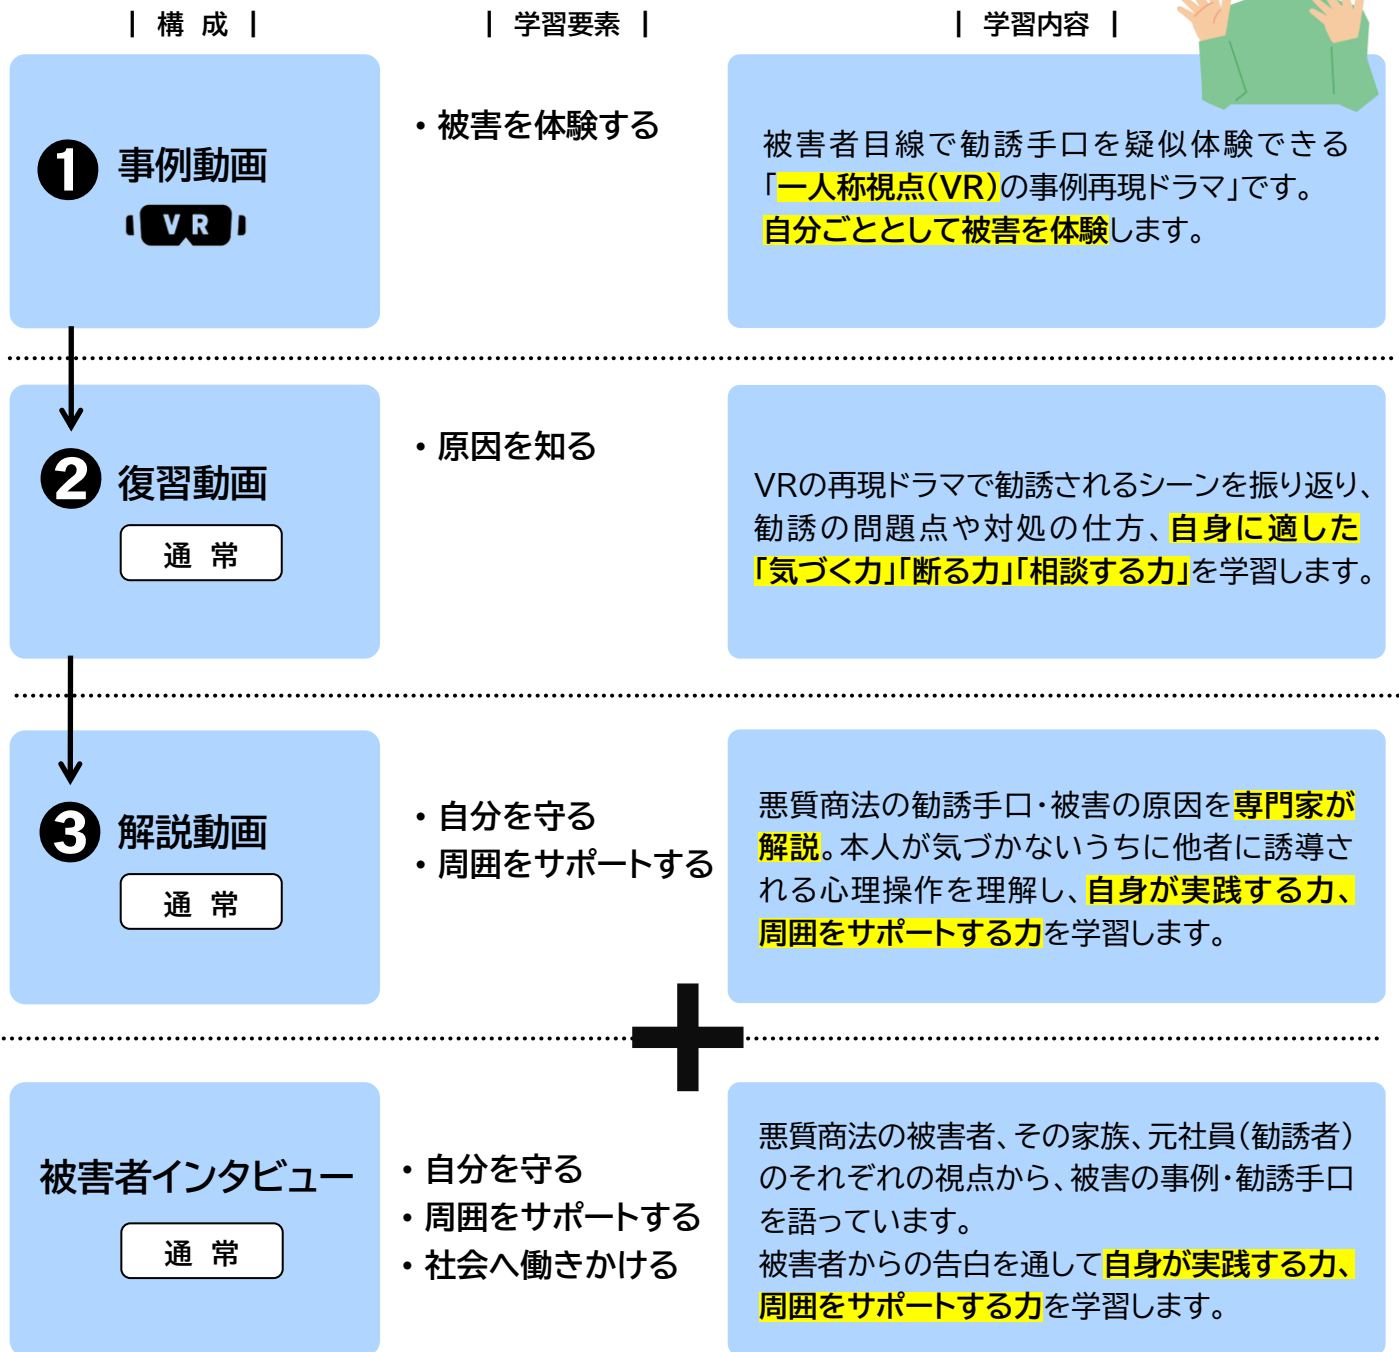 | 構 成 |
| 学習要素 |
| 学習内容 |
❶ 事例動画
VR
・被害を体験する
被害者目線で勧誘手口を疑似体験できる
「一人称視点(VR)の事例再現ドラマ」です。
自分ごととして被害を体験します。
❷ 復習動画
通 常
・原因を知る
VRの再現ドラマで勧誘されるシーンを振り返り、
勧誘の問題点や対処の仕方、自身に適した
「気づく力」「断る力」「相談する力」を学習します。
❸ 解説動画
通 常
・自分を守る
・周囲をサポートする
悪質商法の勧誘手口・被害の原因を専門家が
解説。本人が気づかないうちに他者に誘導さ
れる心理操作を理解し、自身が実践する力、
周囲をサポートする力を学習します。
被害者インタビュー
通 常
・自分を守る
・周囲をサポートする
・社会へ働きかける
悪質商法の被害者、その家族、元社員(勧誘者)
のそれぞれの視点から、被害の事例・勧誘手口
を語っています。
被害者からの告白を通して自身が実践する力、
周囲をサポートする力を学習します。